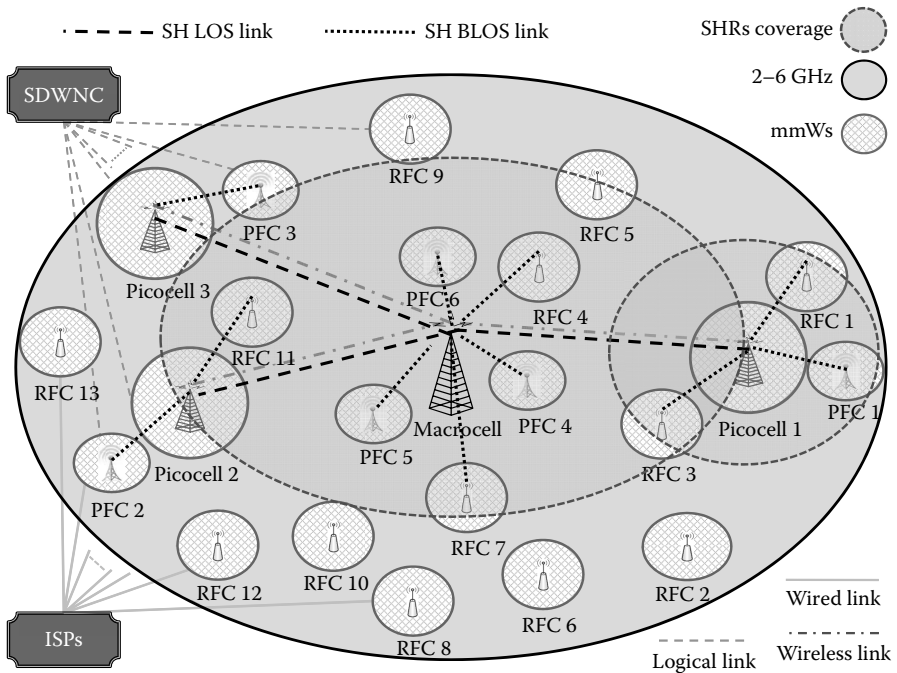 SH LOS link
SH BLOS link
SHRs coverage
2–6 GHz
mmWs
SDWNC
RFC 9
RFC 5
PFC 3
Picocell 3
PFC 6
RFC 4
RFC 1
RFC 11
RFC 13
PFC 1
Macrocell
PFC 4
Picocell 1
PFC 5
Picocell 2
RFC 3
PFC 2
RFC 7
RFC 10
RFC 12
RFC 2
RFC 6
RFC 8
ISPs
Wired link
Logical link
Wireless link